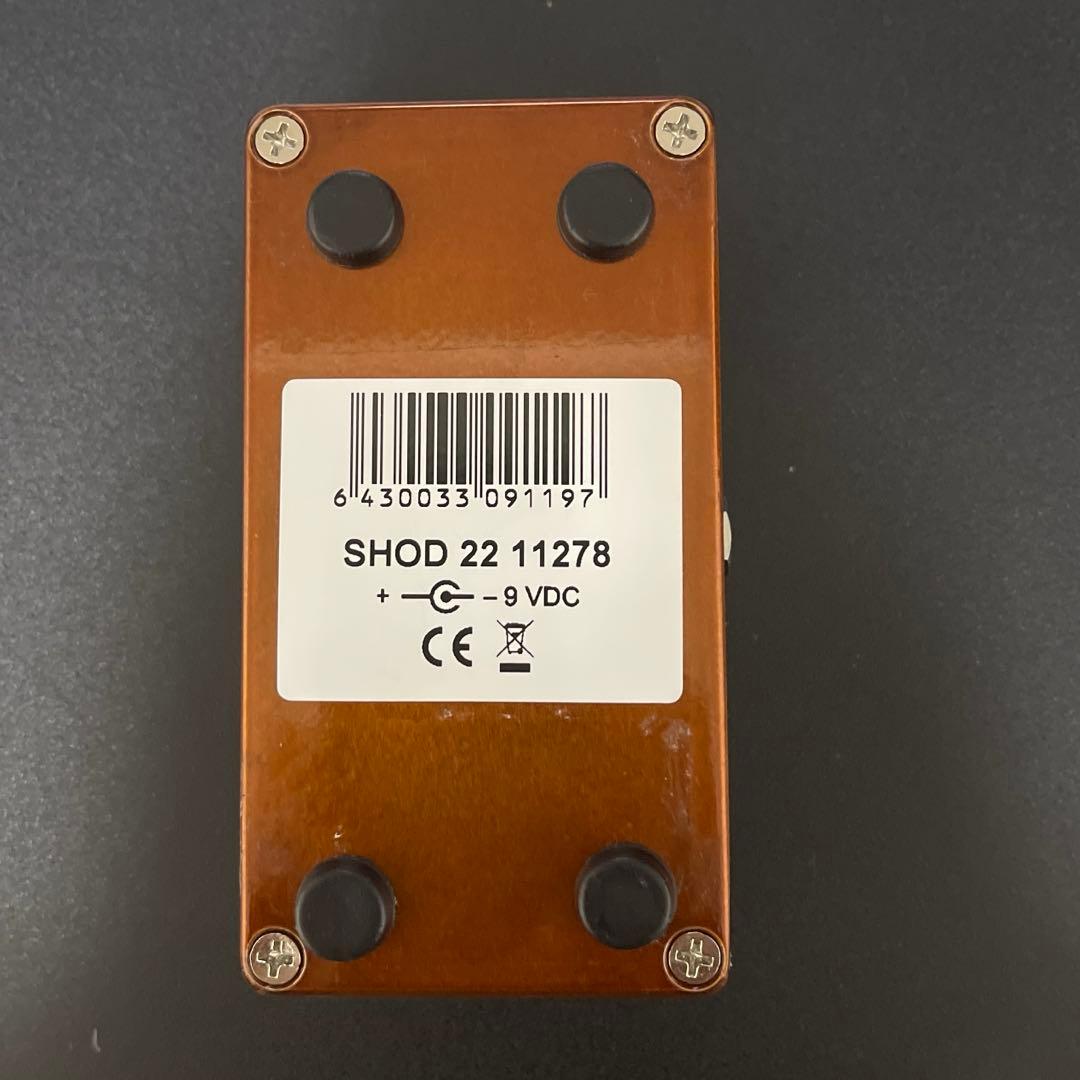 6 430033 091197
SHOD 22 11278
+ – 9 VDC
CE